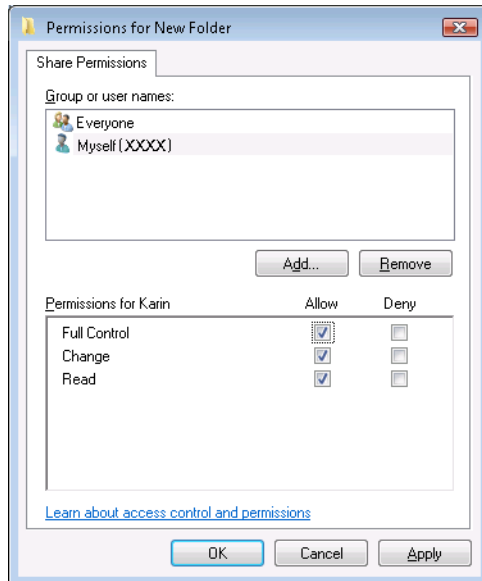 Permissions for New Folder
Share Permissions
Group or user names:
Everyone
Myself(XXXX)
Add... Remove
Permissions for Karin Allow Deny
Full Control
Change
Read
Learn about access control and permissions
OK Cancel Apply